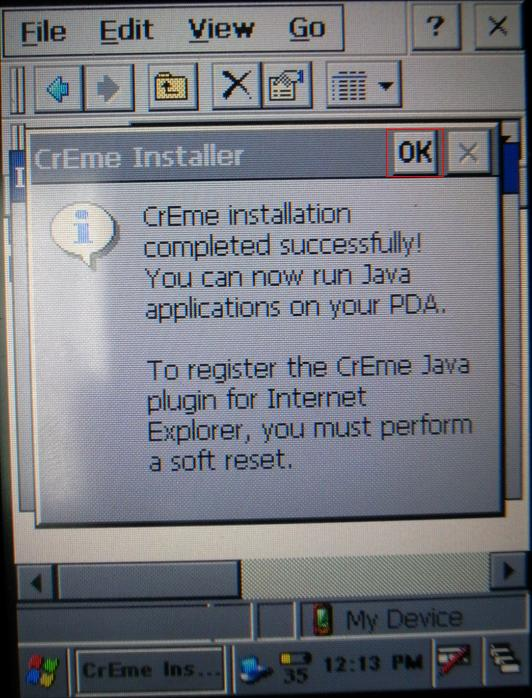 File Edit View Go ? X
CrEme Installer OK X
CrEme installation
completed successfully!
You can now run Java
applications on your PDA.
To register the CrEme Java
plugin for Internet
Explorer, you must perform
a soft reset.
My Device
CrEme Ins... 35 12:13 PM